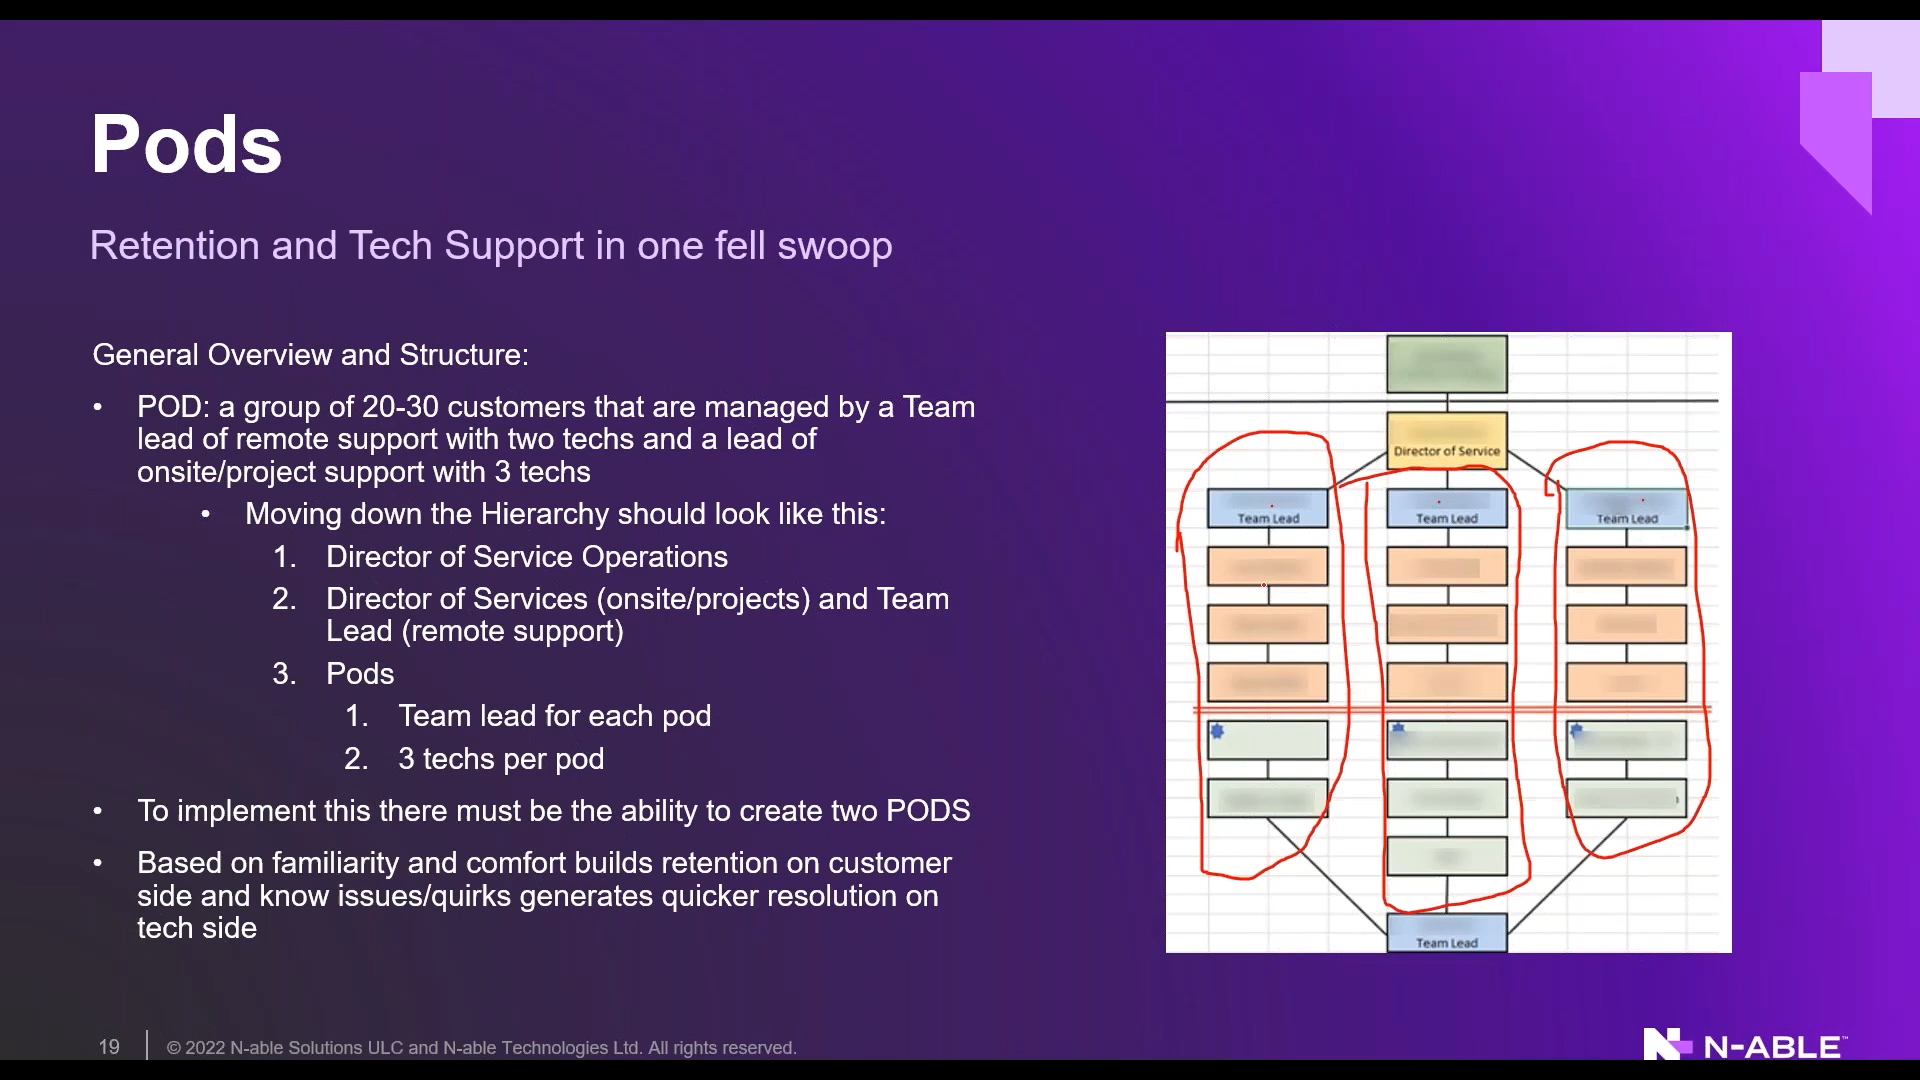 Pods
Retention and Tech Support in one fell swoop
General Overview and Structure:
• POD: a group of 20-30 customers that are managed by a Team
lead of remote support with two techs and a lead of
onsite/project support with 3 techs
• Moving down the Hierarchy should look like this:
1. Director of Service Operations
2. Director of Services (onsite/projects) and Team
Lead (remote support)
3. Pods
1. Team lead for each pod
2. 3 techs per pod
• To implement this there must be the ability to create two PODS
• Based on familiarity and comfort builds retention on customer
side and know issues/quirks generates quicker resolution on
tech side
Director of Service
Team Lead
Team Lead
Team Lead
Team Lead
19
© 2022 N-able Solutions ULC and N-able Technologies Ltd. All rights reserved.
N-ABLE™